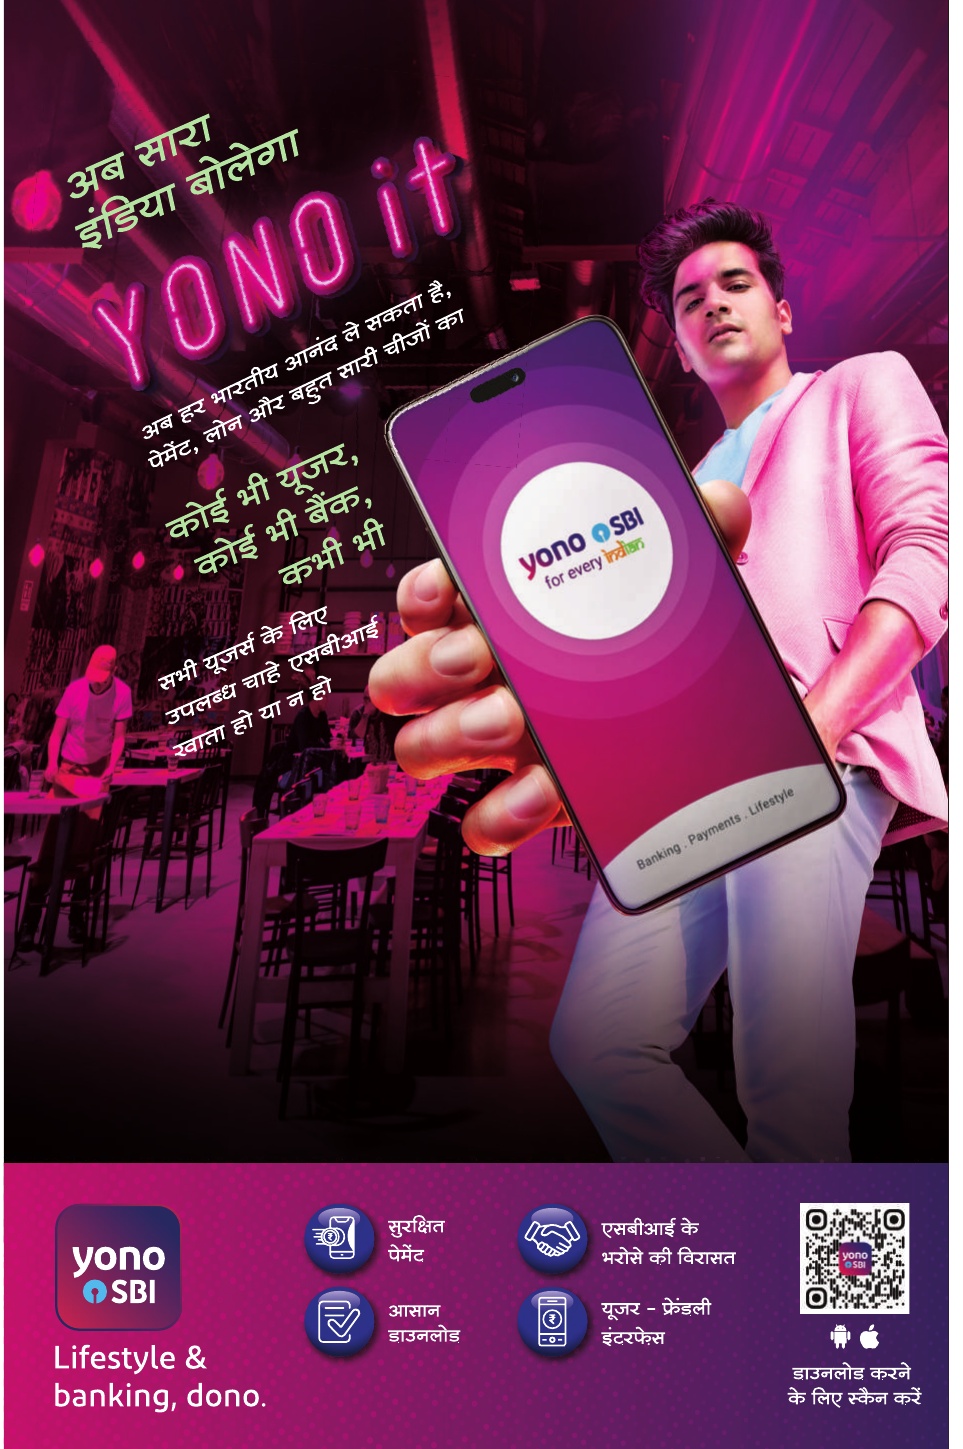 अब सारा
इंडिया बोलेगा
YONO it
अब हर भारतीय आनंद ले सकता है,
पेमेंट, लोन और बहुत सारी चीजों का
कोई भी यूजर,
कोई भी बैंक,
कभी भी
सभी यूजर्स के लिए
उपलब्ध चाहे एसबीआई
खाता हो या न हो
yono SBI
for every indian
Banking . Payments . Lifestyle
yono
SBI
Lifestyle &
banking, dono.
सुरक्षित
पेमेंट
आसान
डाउनलोड
एसबीआई के
भरोसे की विरासत
यूजर – फ्रेंडली
इंटरफेस
yono
SBI
डाउनलोड करने
के लिए स्कैन करें